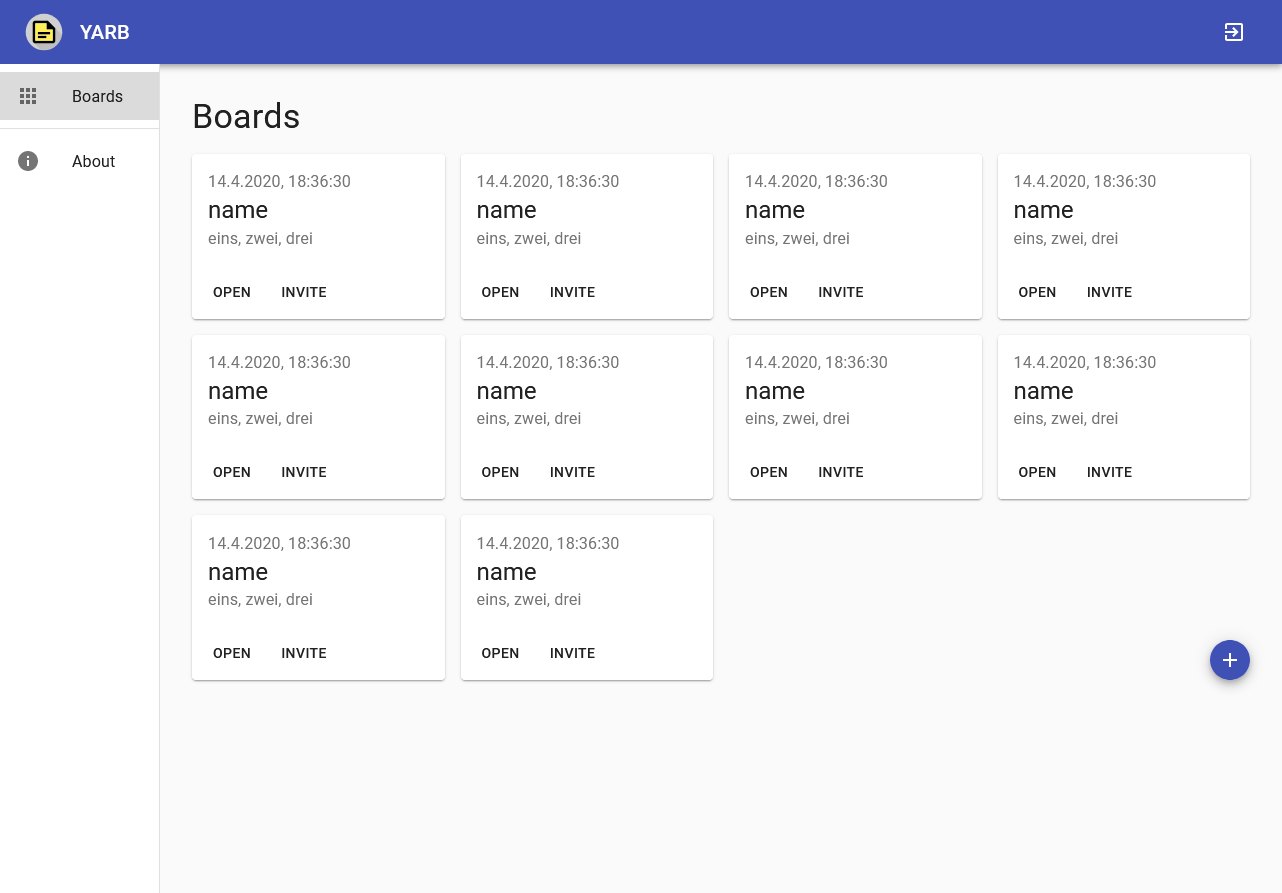 YARB
Boards
About
Boards
14.4.2020, 18:36:30
name
eins, zwei, drei
OPEN INVITE
14.4.2020, 18:36:30
name
eins, zwei, drei
OPEN INVITE
14.4.2020, 18:36:30
name
eins, zwei, drei
OPEN INVITE
14.4.2020, 18:36:30
name
eins, zwei, drei
OPEN INVITE
14.4.2020, 18:36:30
name
eins, zwei, drei
OPEN INVITE
14.4.2020, 18:36:30
name
eins, zwei, drei
OPEN INVITE
14.4.2020, 18:36:30
name
eins, zwei, drei
OPEN INVITE
14.4.2020, 18:36:30
name
eins, zwei, drei
OPEN INVITE
14.4.2020, 18:36:30
name
eins, zwei, drei
OPEN INVITE
14.4.2020, 18:36:30
name
eins, zwei, drei
OPEN INVITE